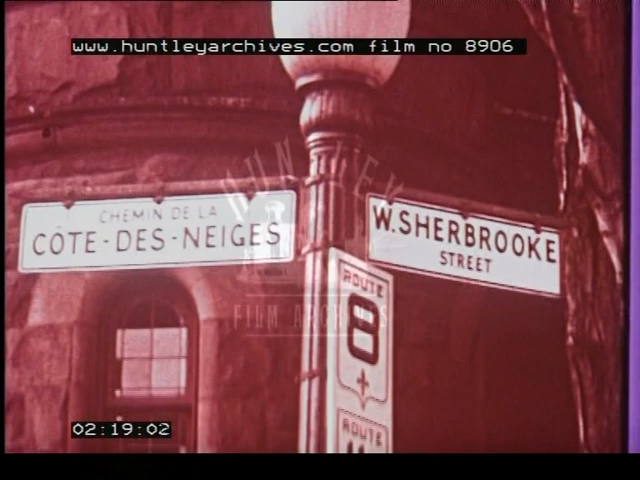 www.huntleyarchives.com film no 8906
HUNTLEY
FILM ARCHIVES
CHEMIN DE LA
CÔTE-DES-NEIGES
W. SHERBROOKE
STREET
ROUTE
8
ROUTE
02:19:02